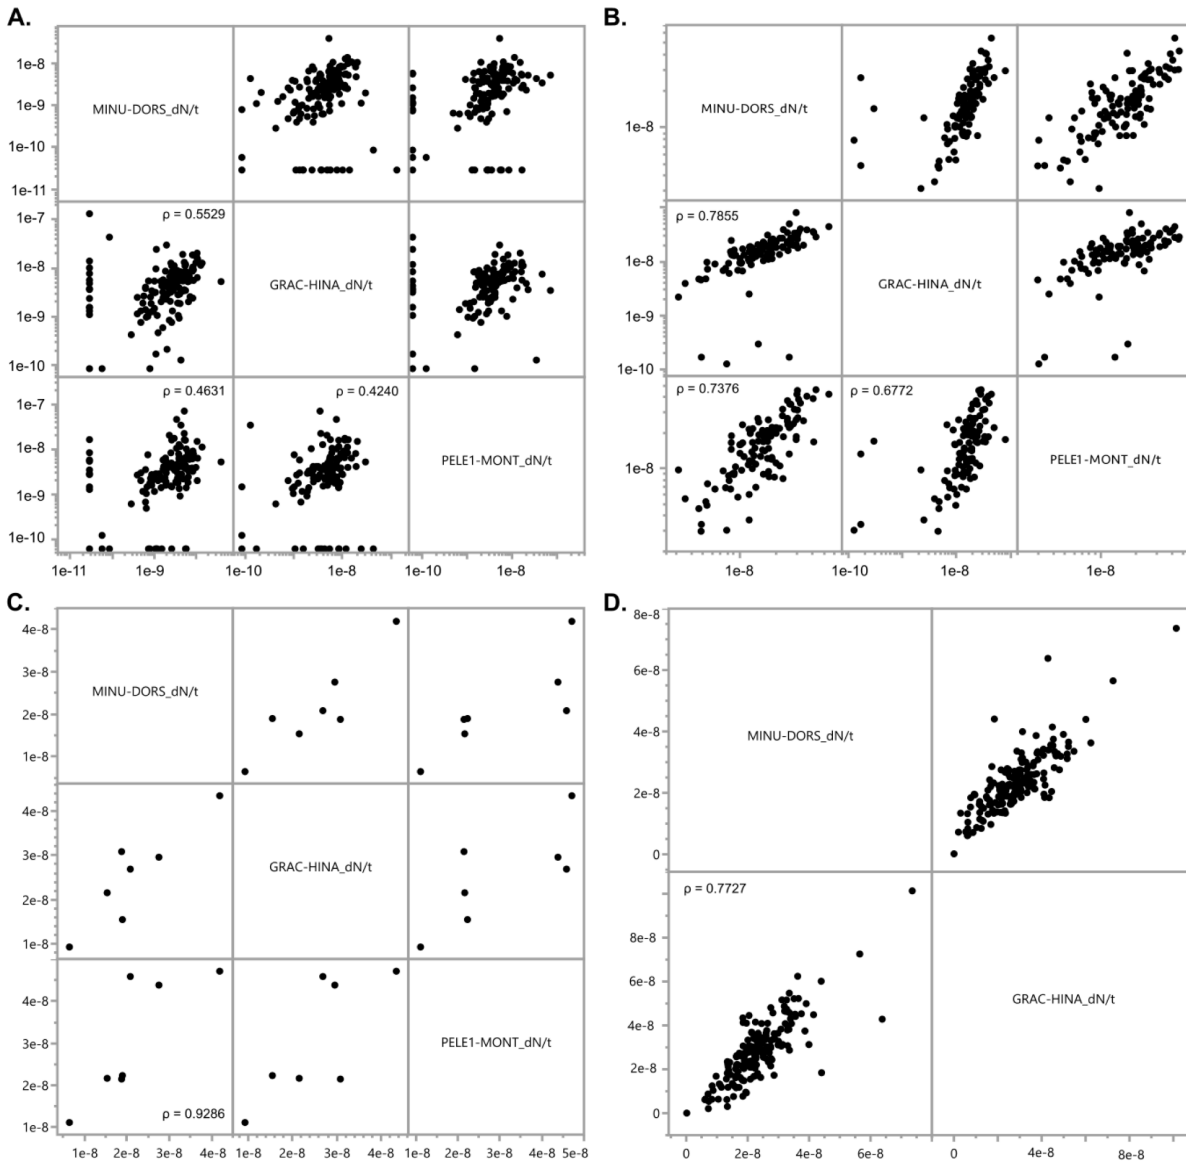 A.
1e-8
1e-9
1e-10
1e-11
MINU-DORS_dN/t
1e-7
1e-8
1e-9
1e-10
ρ = 0.5529
GRAC-HINA_dN/t
1e-7
1e-8
1e-9
1e-10
ρ = 0.4631
ρ = 0.4240
PELE1-MONT_dN/t
1e-11 1e-9 1e-10 1e-8 1e-10 1e-8
B.
1e-8
MINU-DORS_dN/t
1e-8
1e-9
1e-10
ρ = 0.7855
GRAC-HINA_dN/t
1e-8
ρ = 0.7376
ρ = 0.6772
PELE1-MONT_dN/t
1e-8 1e-10 1e-8 1e-8
C.
4e-8
3e-8
2e-8
1e-8
MINU-DORS_dN/t
4e-8
3e-8
2e-8
1e-8
GRAC-HINA_dN/t
4e-8
3e-8
2e-8
1e-8
ρ = 0.9286
PELE1-MONT_dN/t
1e-8 2e-8 3e-8 4e-8 1e-8 2e-8 3e-8 4e-8 1e-8 2e-8 3e-8 4e-8 5e-8
D.
8e-8
6e-8
4e-8
2e-8
0
MINU-DORS_dN/t
8e-8
6e-8
4e-8
2e-8
0
ρ = 0.7727
GRAC-HINA_dN/t
0 2e-8 4e-8 6e-8 0 4e-8 8e-8